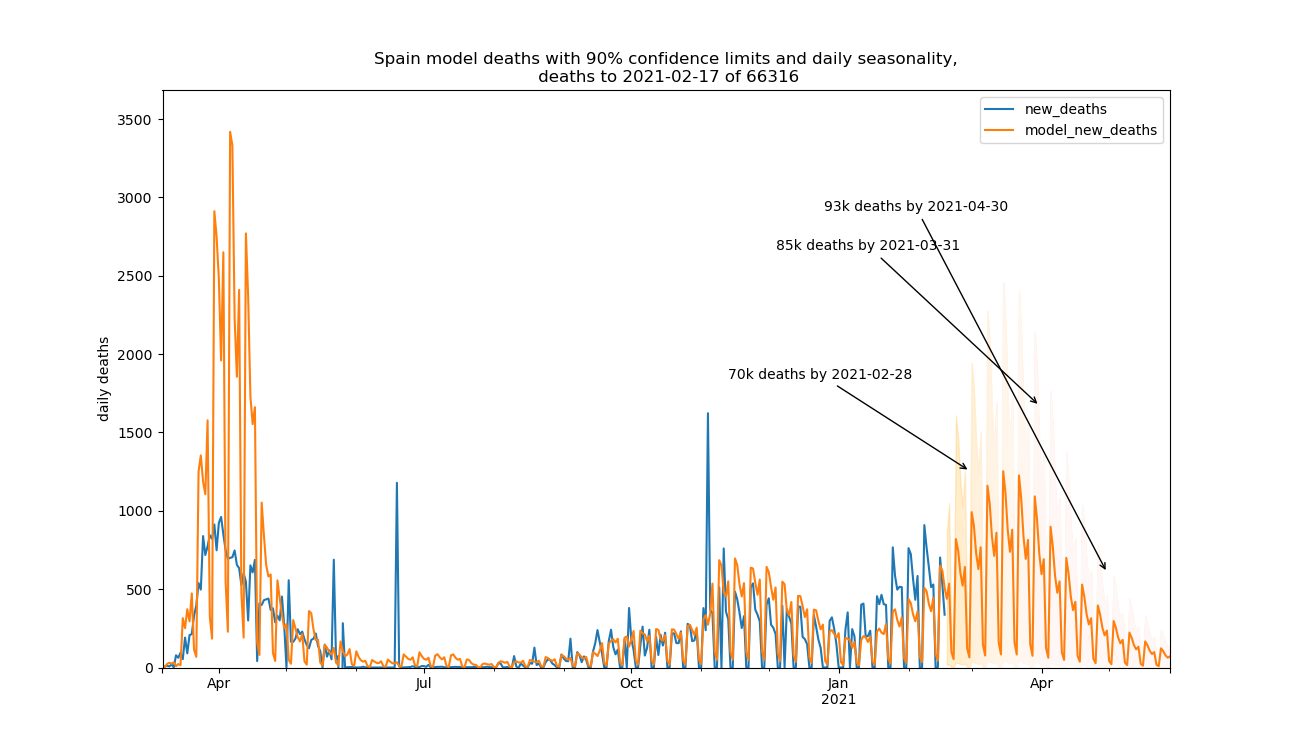 Spain model deaths with 90% confidence limits and daily seasonality,
deaths to 2021-02-17 of 66316
new_deaths
model_new_deaths
daily deaths
3500
3000
2500
2000
1500
1000
500
0
93k deaths by 2021-04-30
85k deaths by 2021-03-31
70k deaths by 2021-02-28
Apr
Jul
Oct
Jan
2021
Apr